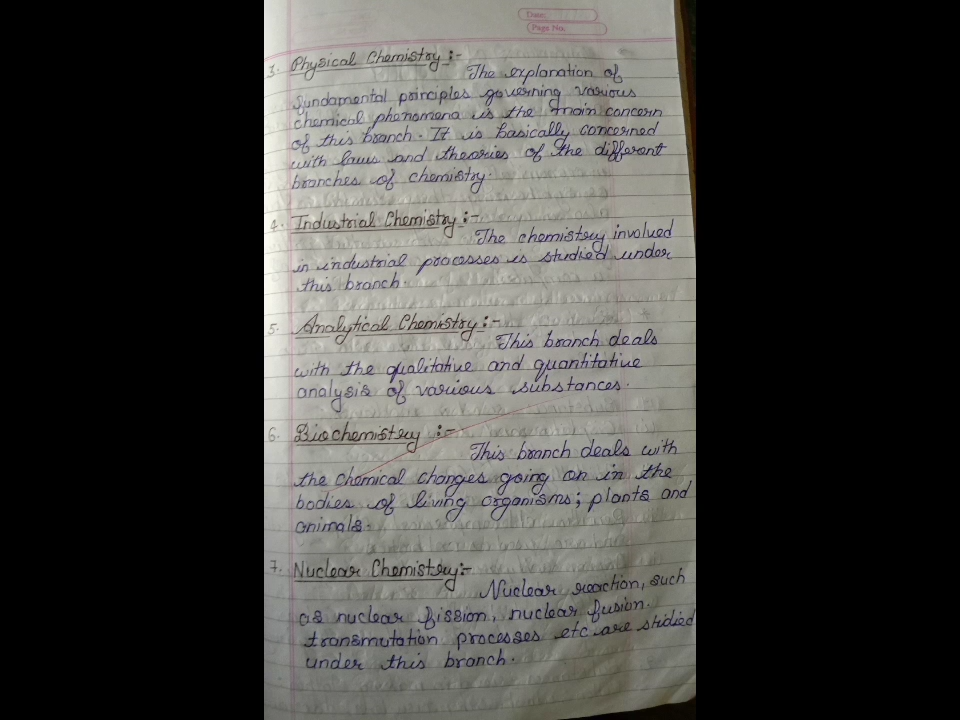 Date:
Page No:
3. Physical Chemistry :-
The explanation of
fundamental principles governing various
chemical phenomena is the main concern
of this branch. It is basically concerned
with laws and theories of the different
branches of chemistry.
4. Industrial Chemistry :-
The chemistry involved
in industrial processes is studied under
this branch.
5. Analytical Chemistry :-
This branch deals
with the qualitative and quantitative
analysis of various substances.
6. Biochemistry :-
This branch deals with
the chemical changes going on in the
bodies of living organisms; plants and
animals.
7. Nuclear Chemistry:-
Nuclear reaction, such
as nuclear fission, nuclear fusion.
transmutation processes etc are studied
under this branch.